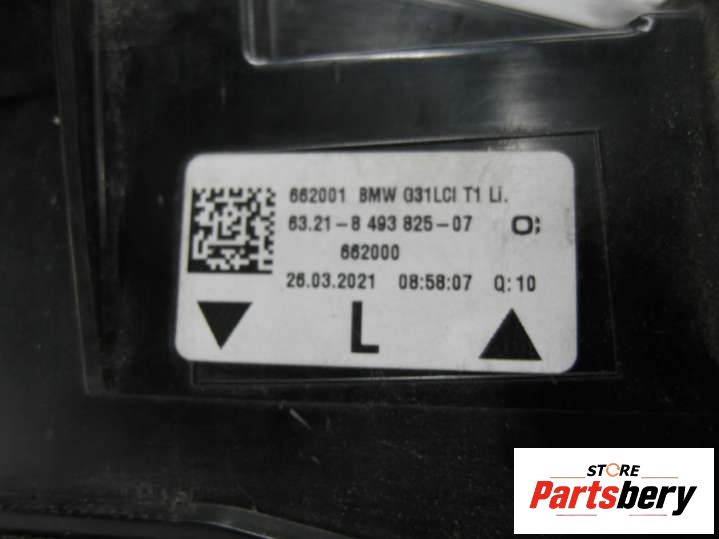 662001 BMW G31LCI T1 Li.
63.21-8 493 825-07 O;
662000
26.03.2021 08:58:07 Q:10
L
STORE
Partsbery